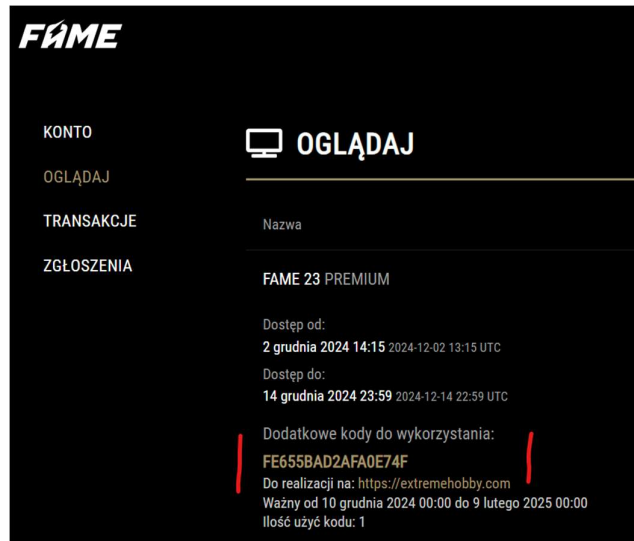 FAME
KONTO
OGLĄDAJ
TRANSAKCJE
ZGŁOSZENIA
OGLĄDAJ
Nazwa
FAME 23 PREMIUM
Dostęp od:
2 grudnia 2024 14:15 2024-12-02 13:15 UTC
Dostęp do:
14 grudnia 2024 23:59 2024-12-14 22:59 UTC
Dodatkowe kody do wykorzystania:
FE655BAD2AFA0E74F
Do realizacji na: https://extremehobby.com
Ważny od 10 grudnia 2024 00:00 do 9 lutego 2025 00:00
Ilość użyć kodu: 1